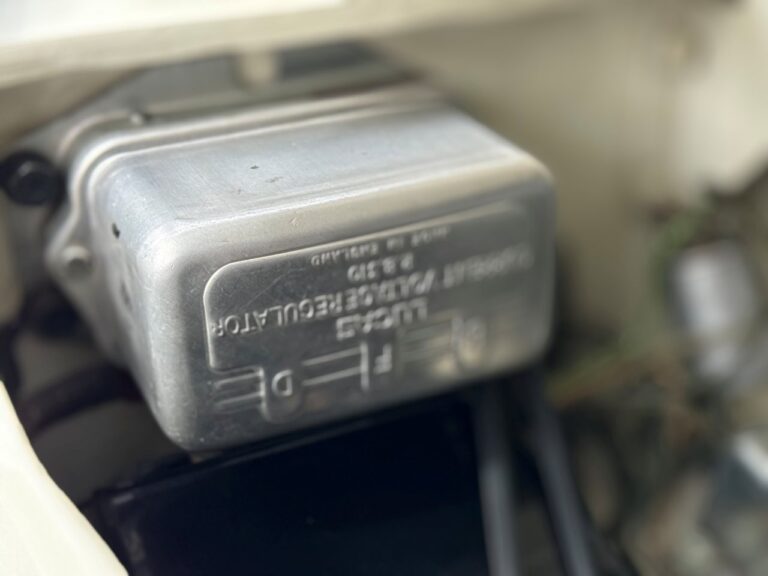 B F D
LUCAS
CURRENT VOLTAGE REGULATOR
R.B.310
MADE IN ENGLAND